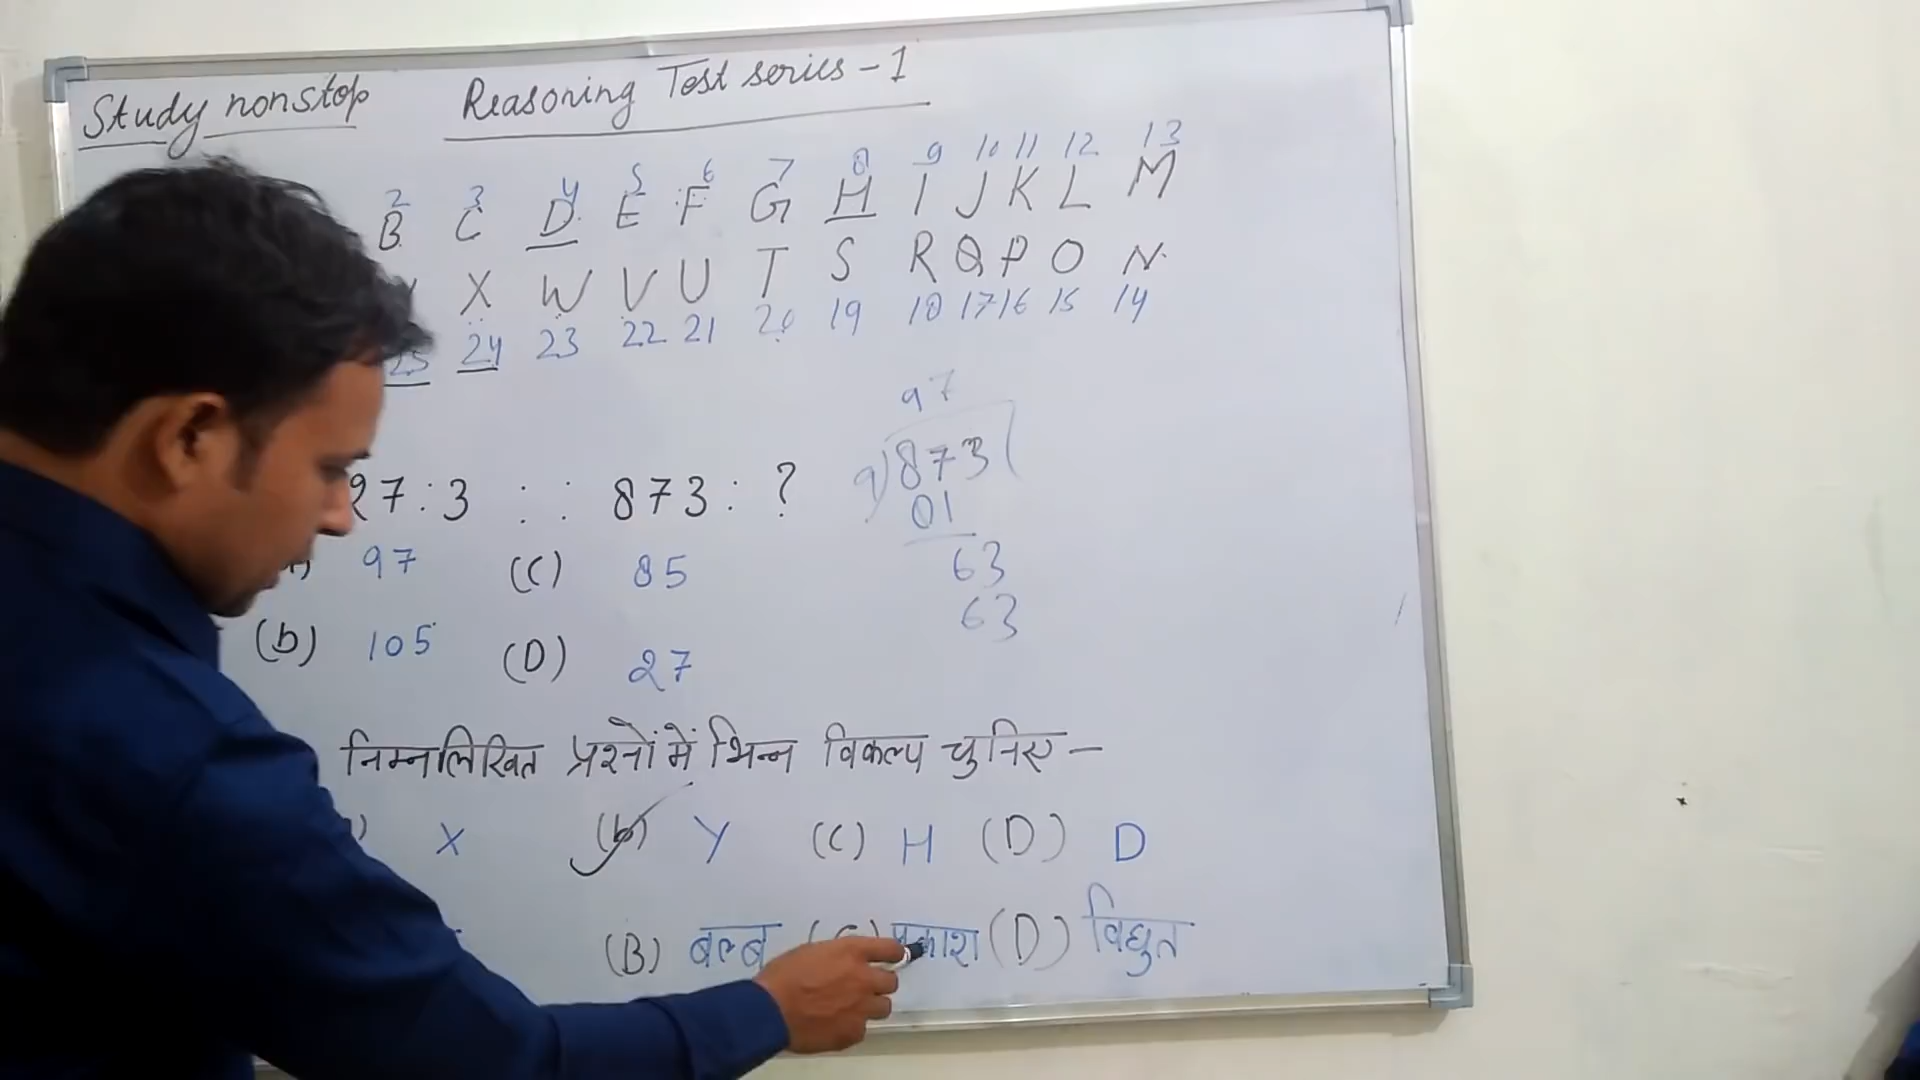 Study nonstop Reasoning Test series - 1
2 3 4 5 6 7 8 9 10 11 12 13
B C D E F G H I J K L M
X W V U T S R Q P O N
25 24 23 22 21 20 19 18 17 16 15 14
97
27 : 3 : : 873 : ? 9) 873 (
81
63
63
97 (C) 85
(b) 105 (D) 27
निम्नलिखित प्रश्नों में भिन्न विकल्प चुनिए –
X (b) Y (C) H (D) D
(B) बल्ब प्रकाश (D) विधुत